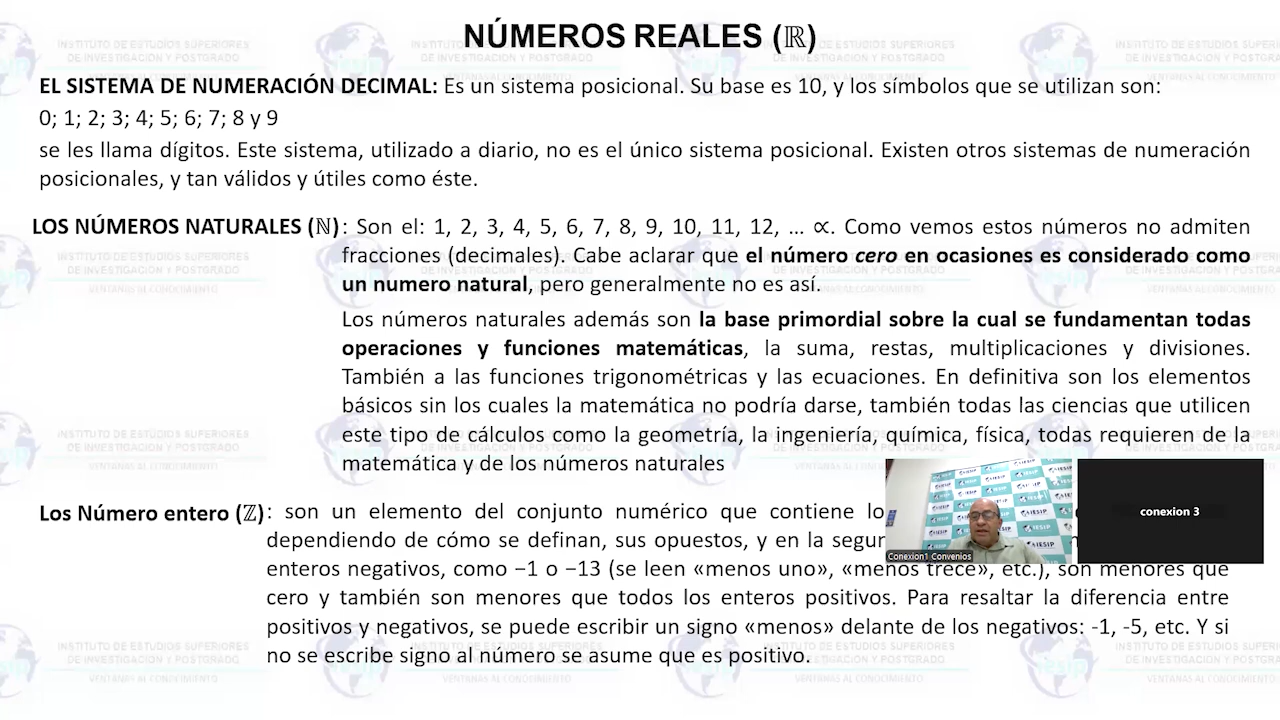 NÚMEROS REALES (ℝ)
EL SISTEMA DE NUMERACIÓN DECIMAL: Es un sistema posicional. Su base es 10, y los símbolos que se utilizan son:
0; 1; 2; 3; 4; 5; 6; 7; 8 y 9
se les llama dígitos. Este sistema, utilizado a diario, no es el único sistema posicional. Existen otros sistemas de numeración
posicionales, y tan válidos y útiles como éste.
LOS NÚMEROS NATURALES (ℕ): Son el: 1, 2, 3, 4, 5, 6, 7, 8, 9, 10, 11, 12, ... ∝. Como vemos estos números no admiten
fracciones (decimales). Cabe aclarar que el número cero en ocasiones es considerado como
un numero natural, pero generalmente no es así.
Los números naturales además son la base primordial sobre la cual se fundamentan todas
operaciones y funciones matemáticas, la suma, restas, multiplicaciones y divisiones.
También a las funciones trigonométricas y las ecuaciones. En definitiva son los elementos
básicos sin los cuales la matemática no podría darse, también todas las ciencias que utilicen
este tipo de cálculos como la geometría, la ingeniería, química, física, todas requieren de la
matemática y de los números naturales
Los Número entero (ℤ): son un elemento del conjunto numérico que contiene lo
dependiendo de cómo se definan, sus opuestos, y en la segun
enteros negativos, como −1 o −13 (se leen «menos uno», «menos trece», etc.), son menores que
cero y también son menores que todos los enteros positivos. Para resaltar la diferencia entre
positivos y negativos, se puede escribir un signo «menos» delante de los negativos: -1, -5, etc. Y si
no se escribe signo al número se asume que es positivo.
IESIP
Conexion1 Convenios
conexion 3
INSTITUTO DE ESTUDIOS SUPERIORES
DE INVESTIGACIÓN Y POSTGRADO
VENTANAS AL CONOCIMIENTO